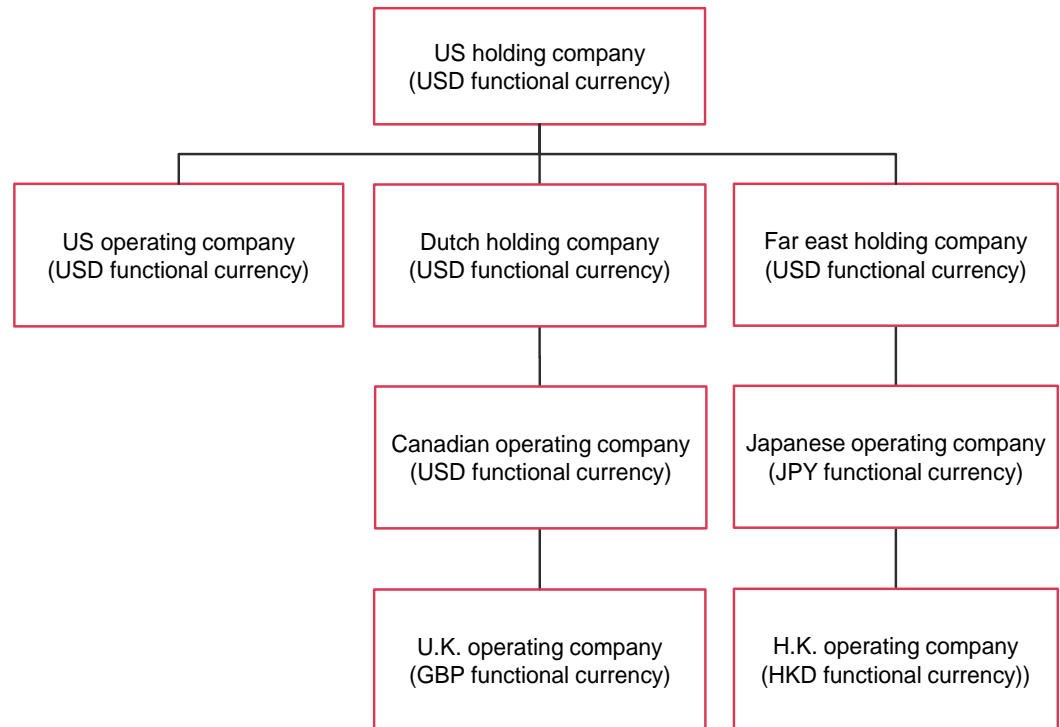 US holding company
(USD functional currency)
US operating company
(USD functional currency)
Dutch holding company
(USD functional currency)
Far east holding company
(USD functional currency)
Canadian operating company
(USD functional currency)
Japanese operating company
(JPY functional currency)
U.K. operating company
(GBP functional currency)
H.K. operating company
(HKD functional currency))